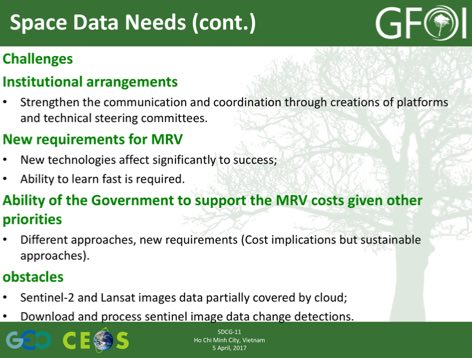 Space Data Needs (cont.)
GFOI
Challenges
Institutional arrangements
• Strengthen the communication and coordination through creations of platforms
and technical steering committees.
New requirements for MRV
• New technologies affect significantly to success;
• Ability to learn fast is required.
Ability of the Government to support the MRV costs given other
priorities
• Different approaches, new requirements (Cost implications but sustainable
approaches).
obstacles
• Sentinel-2 and Lansat images data partially covered by cloud;
• Download and process sentinel image data change detections.
GEO CEOS
SDCG-11
Ho Chi Minh City, Vietnam
5 April, 2017